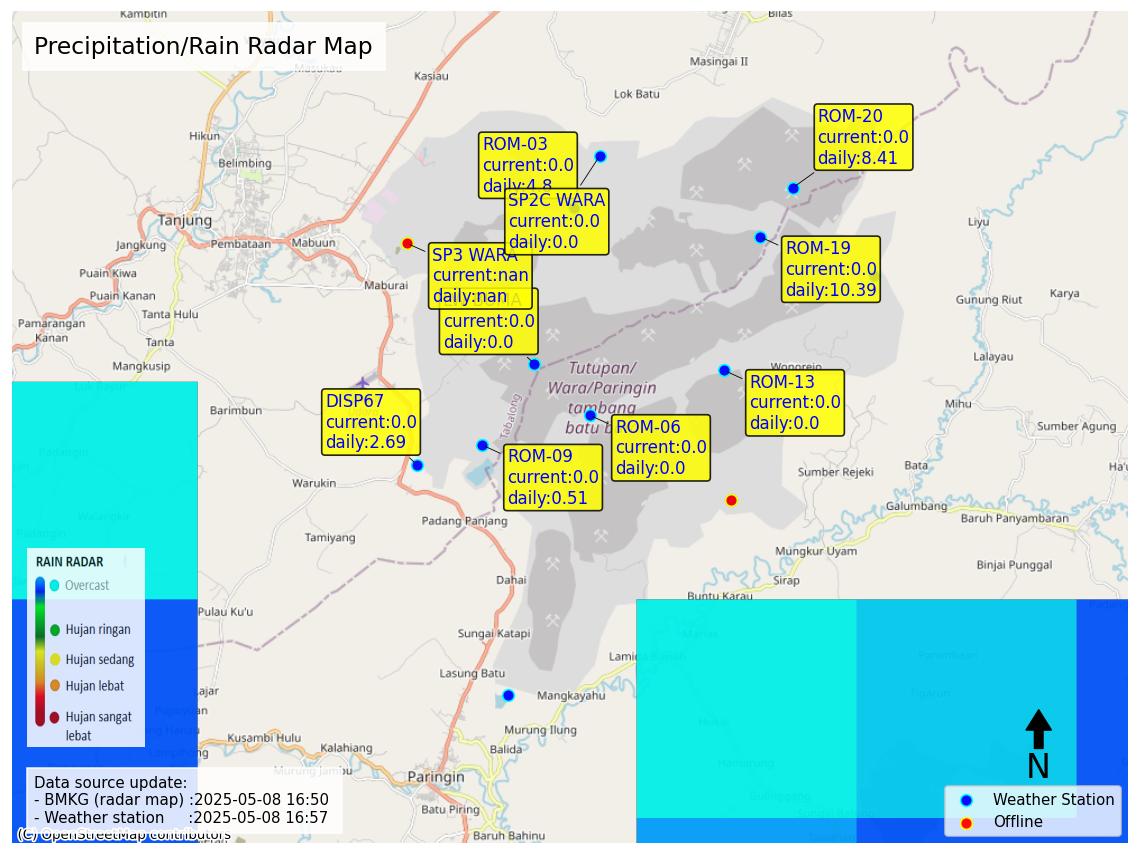 Kambitin
Bilas
Precipitation/Rain Radar Map
Masukau
Kasiau
Masingai II
Lok Batu
Hikun
Belimbing
ROM-20
current:0.0
daily:8.41
ROM-03
current:0.0
daily:4.8
SP2C WARA
current:0.0
daily:0.0
Tanjung
Jangkung
Pembataan
Mabuun
Liyu
SP3 WARA
current:nan
daily:nan
ROM-19
current:0.0
daily:10.39
Puain Kiwa
Puain Kanan
Maburai
Tanta Hulu
Gunung Riut
Karya
current:0.0
daily:0.0
Pamarangan
Kanan
Tanta
Mangkusip
Lalayau
Wonorejo
Tutupan/
Wara/Paringin
tambang
batu
Tabalong
ROM-13
current:0.0
daily:0.0
DISP67
current:0.0
daily:2.69
Barimbun
Mihu
ROM-06
current:0.0
daily:0.0
Sumber Agung
ROM-09
current:0.0
daily:0.51
Padangin
Bata
Sumber Rejeki
Warukin
Galumbang
Baruh Panyambaran
Walangkir
Padang Panjang
Tamiyang
Mungkur Uyam
Binjai Punggal
Dahai
Sirap
Buntu Karau
RAIN RADAR
Overcast
Hujan ringan
Hujan sedang
Hujan lebat
Hujan sangat
lebat
Pulau Ku'u
Sungai Katapi
Lasung Batu
Mangkayahu
Murung Ilung
Kusambi Hulu
Kalahiang
Balida
Murung Jambu
Paringin
Batu Piring
Baruh Bahinu
N
Data source update:
- BMKG (radar map) :2025-05-08 16:50
- Weather station :2025-05-08 16:57
(C) OpenStreetMap contributors
Weather Station
Offline